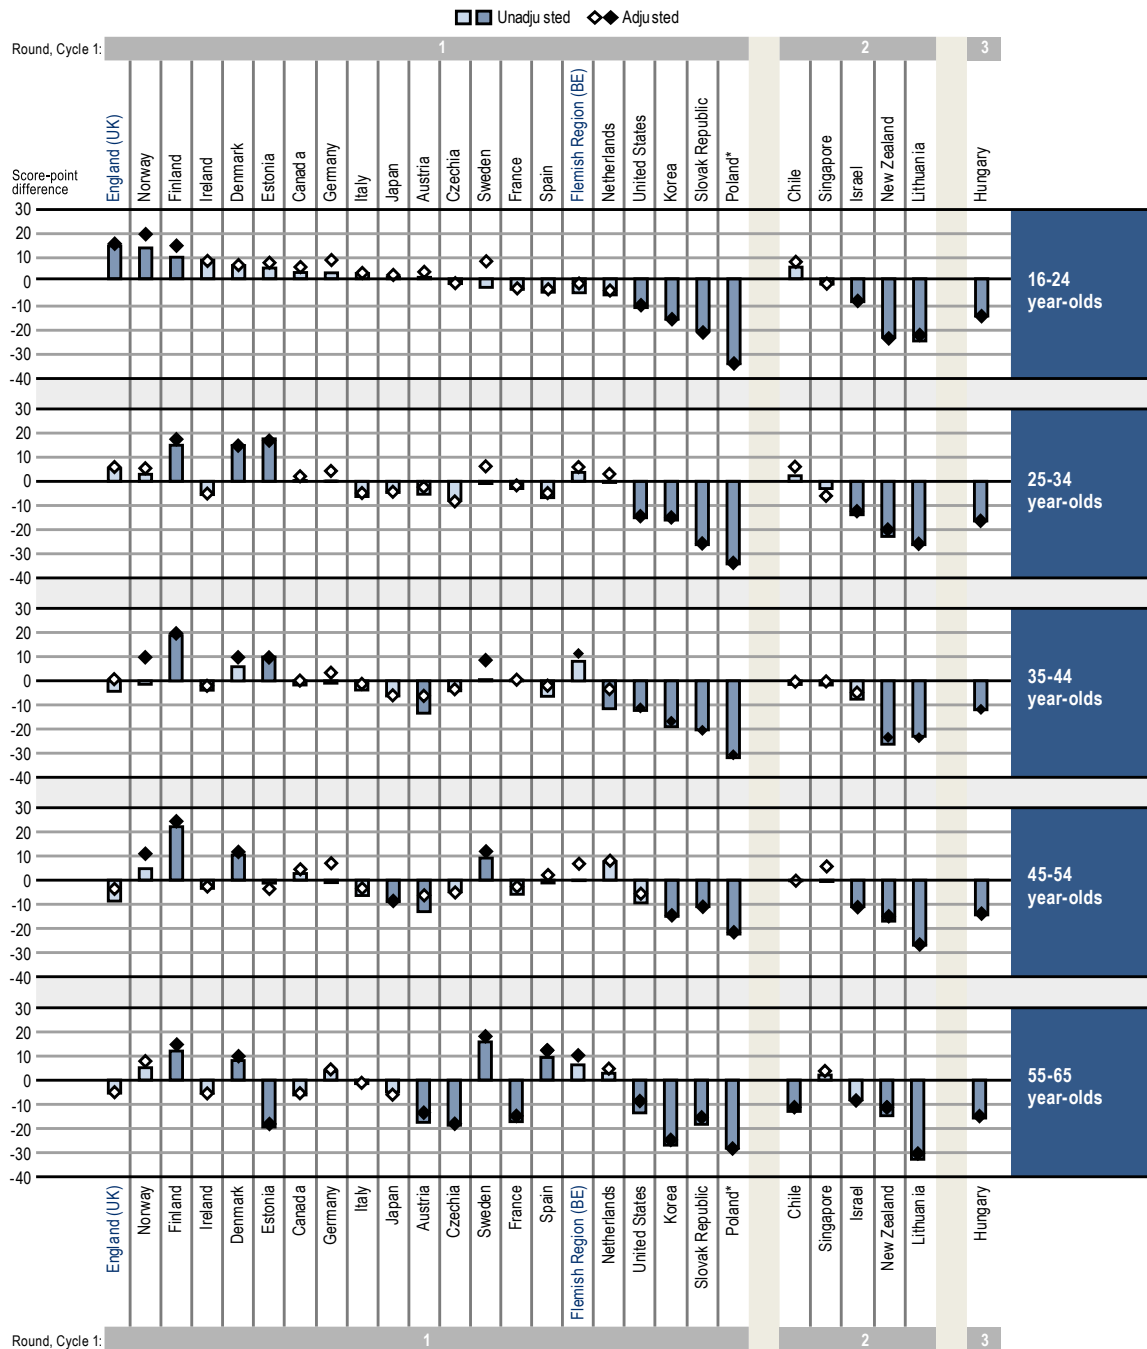 Unadju sted Adju sted
Round, Cycle 1: 1 2 3
England (UK)
Norway
Finland
Ireland
Denmark
Estonia
Canada
Germany
Italy
Japan
Austria
Czechia
Sweden
France
Spain
Flemish Region (BE)
Netherlands
United States
Korea
Slovak Republic
Poland*
Chile
Singapore
Israel
New Zealand
Lithuania
Hungary
Score-point
difference
30
20
10
0
-10
-20
-30
-40
16-24
year-olds
30
20
10
0
-10
-20
-30
-40
25-34
year-olds
30
20
10
0
-10
-20
-30
-40
35-44
year-olds
30
20
10
0
-10
-20
-30
-40
45-54
year-olds
30
20
10
0
-10
-20
-30
-40
55-65
year-olds
England (UK)
Norway
Finland
Ireland
Denmark
Estonia
Canada
Germany
Italy
Japan
Austria
Czechia
Sweden
France
Spain
Flemish Region (BE)
Netherlands
United States
Korea
Slovak Republic
Poland*
Chile
Singapore
Israel
New Zealand
Lithuania
Hungary
Round, Cycle 1: 1 2 3